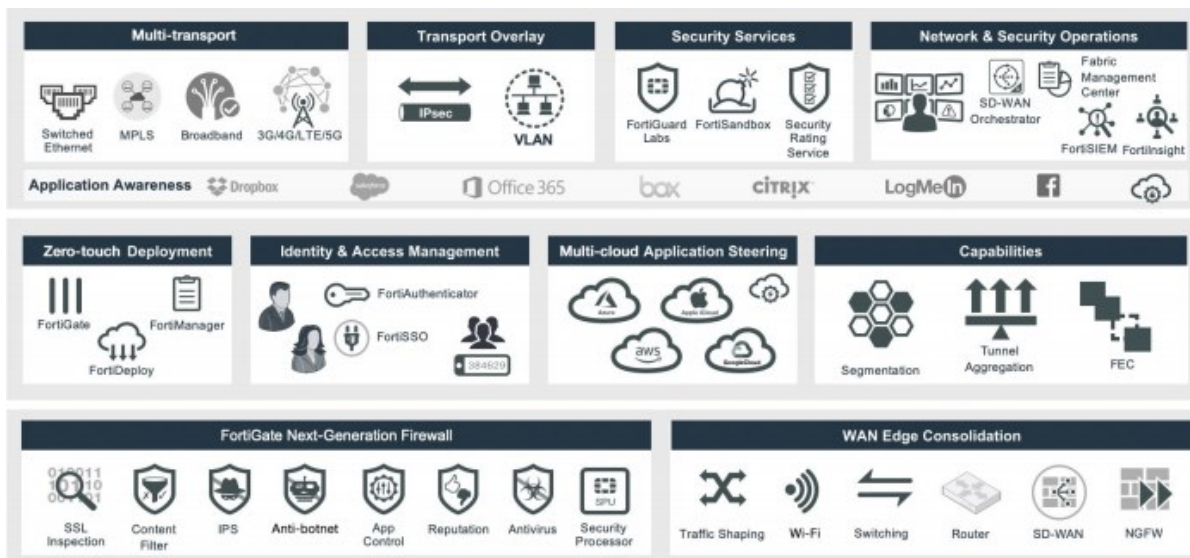 Multi-transport
Transport Overlay
Security Services
Network & Security Operations
Switched
Ethernet
MPLS
Broadband
3G/4G/LTE/5G
IPsec
VLAN
FortiGuard
Labs
FortiSandbox
Security
Rating
Service
SD-WAN
Orchestrator
Fabric
Management
Center
FortiSIEM
FortiInsight
Application Awareness
Dropbox
salesforce
Office 365
box
CITRIX
LogMeIn
f
Zero-touch Deployment
Identity & Access Management
Multi-cloud Application Steering
Capabilities
FortiGate
FortiManager
FortiDeploy
FortiAuthenticator
FortiSSO
384629
Azure
Apple iCloud
aws
GoogleCloud
Segmentation
Tunnel
Aggregation
FEC
FortiGate Next-Generation Firewall
WAN Edge Consolidation
SSL
Inspection
Content
Filter
IPS
Anti-botnet
App
Control
Reputation
Antivirus
SPU
Security
Processor
Traffic Shaping
Wi-Fi
Switching
Router
SD-WAN
NGFW